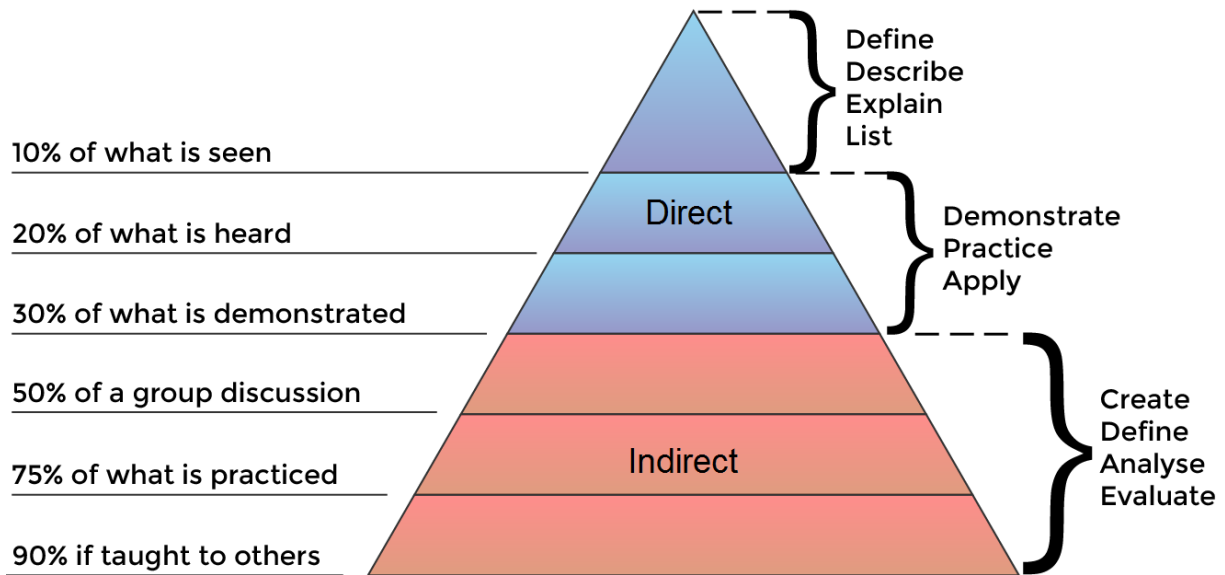 10% of what is seen
20% of what is heard
30% of what is demonstrated
50% of a group discussion
75% of what is practiced
90% if taught to others
Direct
Indirect
Define
Describe
Explain
List
Demonstrate
Practice
Apply
Create
Define
Analyse
Evaluate